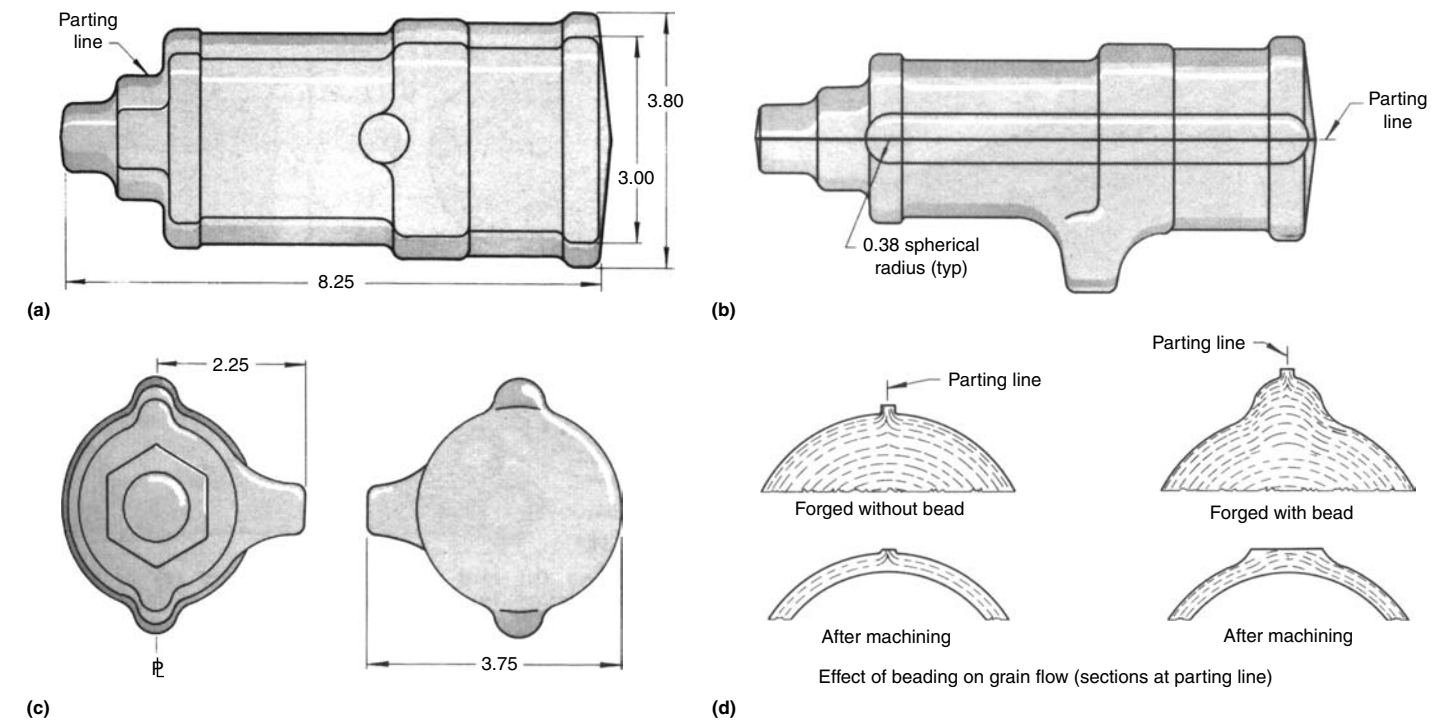 Parting
line
3.80
3.00
8.25
(a)
Parting
line
0.38 spherical
radius (typ)
(b)
2.25
3.75
PL
(c)
Parting line
Parting line
Forged without bead
Forged with bead
After machining
After machining
Effect of beading on grain flow (sections at parting line)
(d)